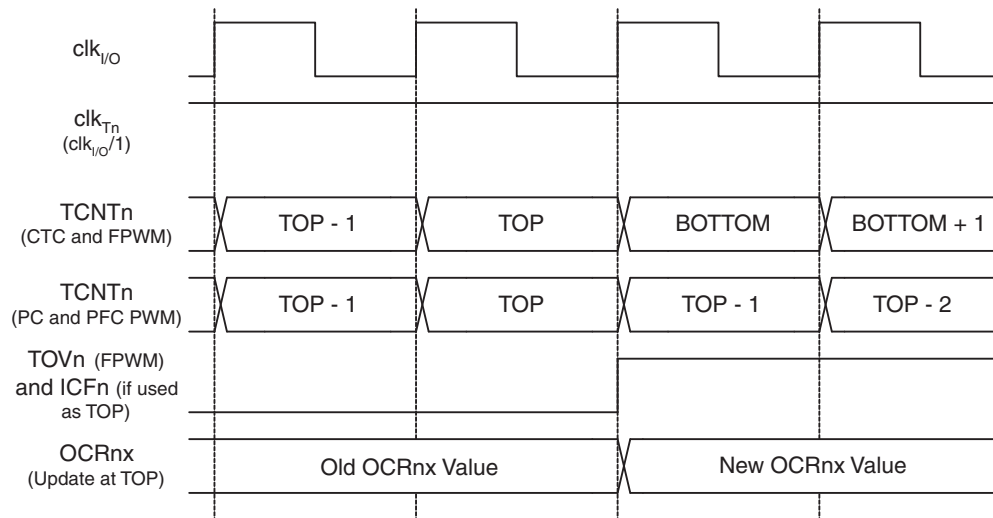 clkI/O
clkTn
(clkI/O/1)
TCNTn
(CTC and FPWM)
TOP - 1 TOP BOTTOM BOTTOM + 1
TCNTn
(PC and PFC PWM)
TOP - 1 TOP TOP - 1 TOP - 2
TOVn (FPWM)
and ICFn (if used
as TOP)
OCRnx
(Update at TOP)
Old OCRnx Value New OCRnx Value